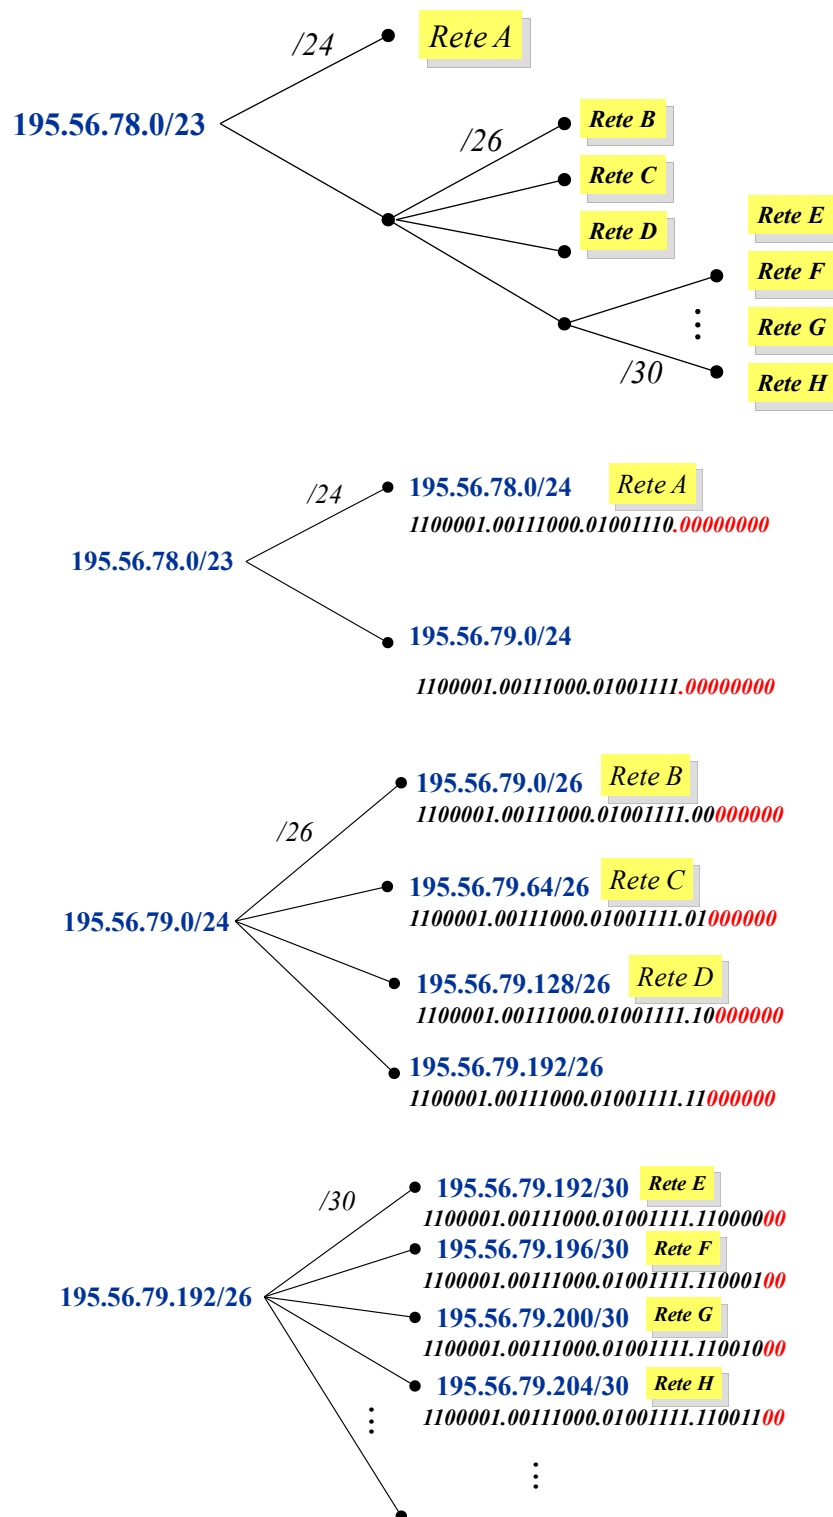 /24
Rete A
195.56.78.0/23
/26
Rete B
Rete C
Rete D
Rete E
Rete F
Rete G
/30
Rete H
/24
195.56.78.0/24 Rete A
1100001.00111000.01001110.00000000
195.56.78.0/23
195.56.79.0/24
1100001.00111000.01001111.00000000
195.56.79.0/26 Rete B
1100001.00111000.01001111.00000000
/26
195.56.79.64/26 Rete C
1100001.00111000.01001111.01000000
195.56.79.0/24
195.56.79.128/26 Rete D
1100001.00111000.01001111.10000000
195.56.79.192/26
1100001.00111000.01001111.11000000
/30
195.56.79.192/30 Rete E
1100001.00111000.01001111.11000000
195.56.79.196/30 Rete F
1100001.00111000.01001111.11000100
195.56.79.192/26
195.56.79.200/30 Rete G
1100001.00111000.01001111.11001000
195.56.79.204/30 Rete H
1100001.00111000.01001111.11001100